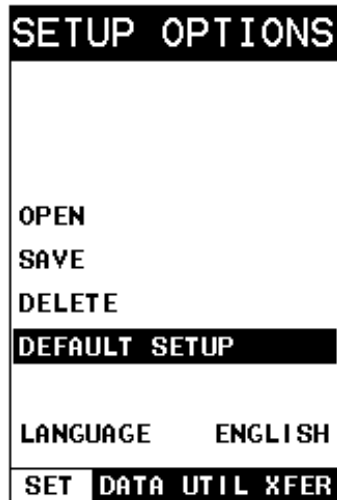 SETUP OPTIONS
OPEN
SAVE
DELETE
DEFAULT SETUP
LANGUAGE ENGLISH
SET DATA UTIL XFER